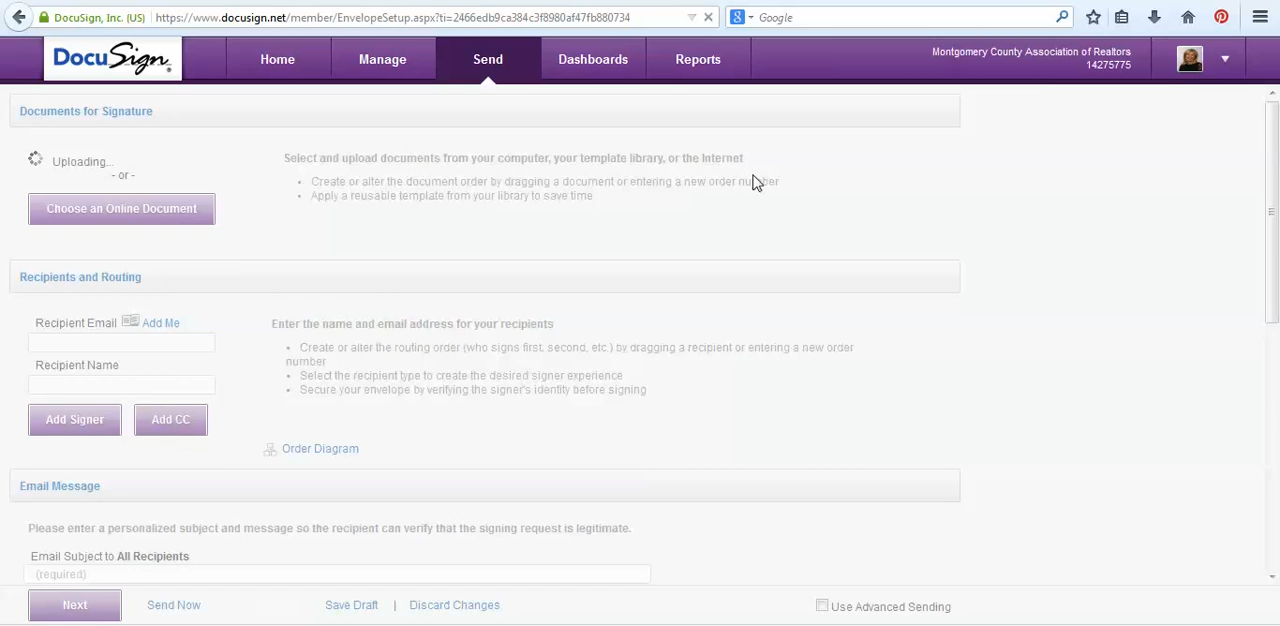 DocuSign, Inc. (US) https://www.docusign.net/member/EnvelopeSetup.aspx?ti=2466edb9ca384c3f8980af47fb880734 Google
DocuSign Home Manage Send Dashboards Reports Montgomery County Association of Realtors
14275775
Documents for Signature
Uploading...
- or -
Choose an Online Document
Select and upload documents from your computer, your template library, or the Internet
• Create or alter the document order by dragging a document or entering a new order number
• Apply a reusable template from your library to save time
Recipients and Routing
Recipient Email Add Me
Recipient Name
Add Signer Add CC
Enter the name and email address for your recipients
• Create or alter the routing order (who signs first, second, etc.) by dragging a recipient or entering a new order
number
• Select the recipient type to create the desired signer experience
• Secure your envelope by verifying the signer's identity before signing
Order Diagram
Email Message
Please enter a personalized subject and message so the recipient can verify that the signing request is legitimate.
Email Subject to All Recipients
(required)
Next Send Now Save Draft | Discard Changes Use Advanced Sending